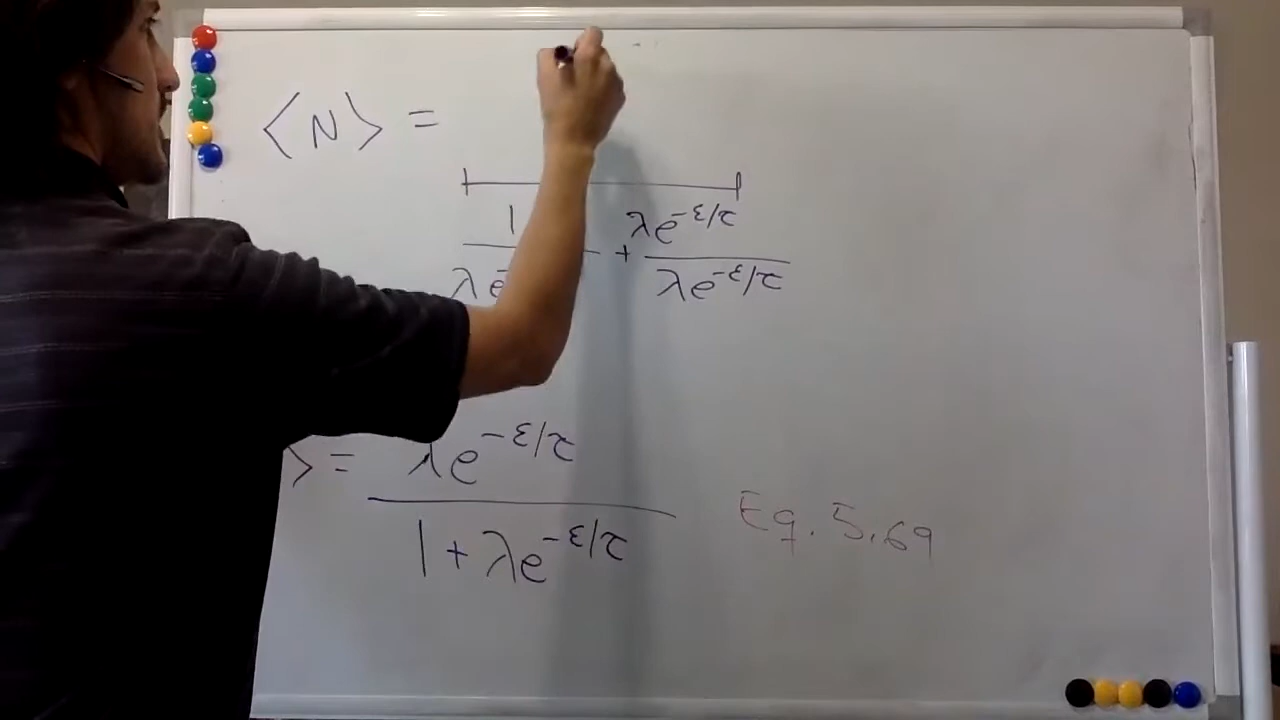 ⟨N⟩ =
1 + λe^{-ε/τ}
λe λe^{-ε/τ}
⟩ = λe^{-ε/τ}
1 + λe^{-ε/τ} Eq. 5.69